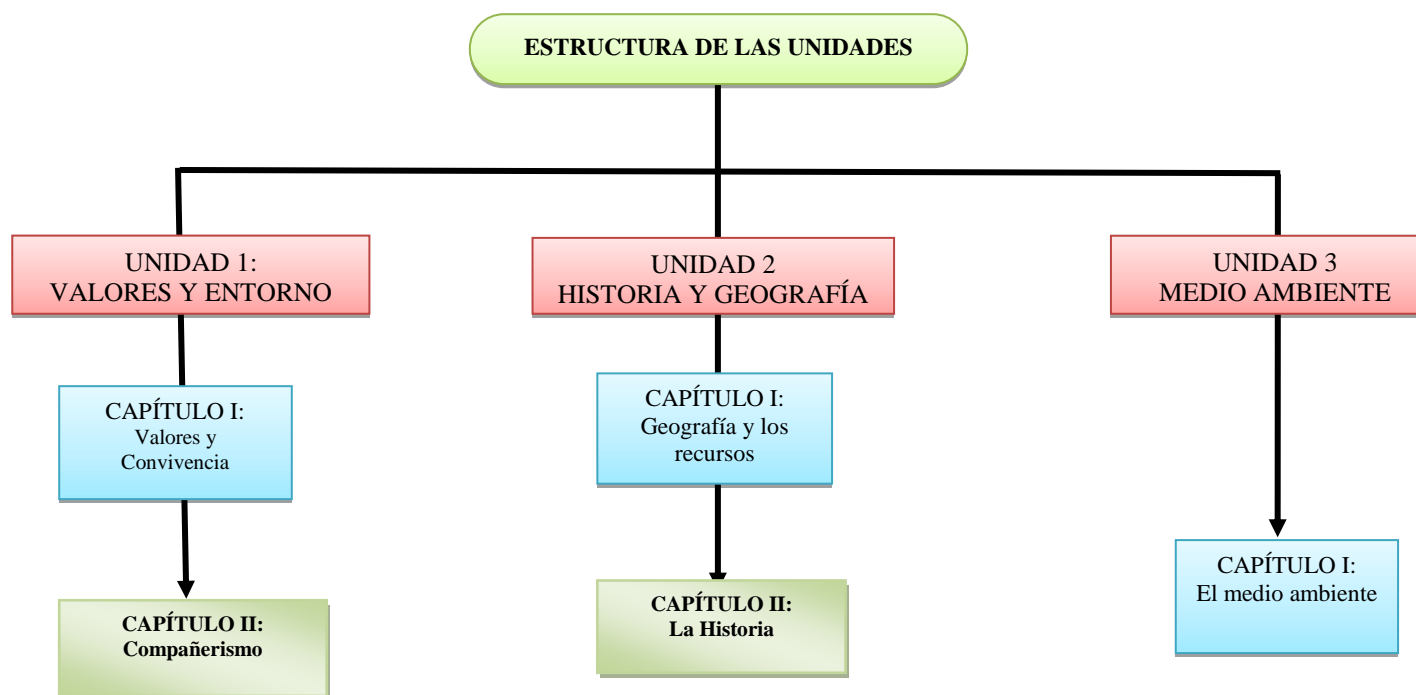 ESTRUCTURA DE LAS UNIDADES
UNIDAD 1:
VALORES Y ENTORNO
CAPÍTULO I:
Valores y
Convivencia
CAPÍTULO II:
Compañerismo
UNIDAD 2
HISTORIA Y GEOGRAFÍA
CAPÍTULO I:
Geografía y los
recursos
CAPÍTULO II:
La Historia
UNIDAD 3
MEDIO AMBIENTE
CAPÍTULO I:
El medio ambiente